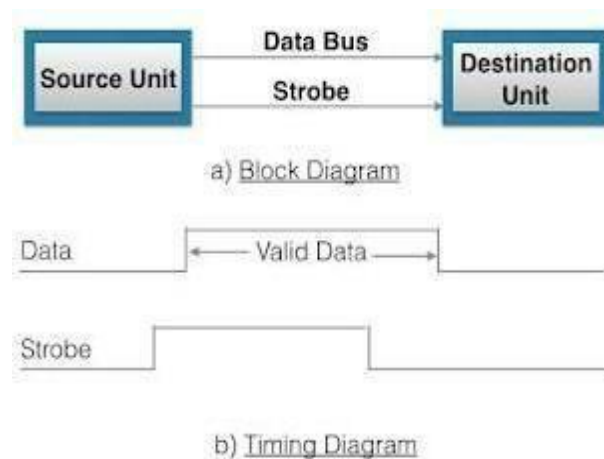 Data Bus
Source Unit
Strobe
Destination
Unit
a) Block Diagram
Data
Valid Data
Strobe
b) Timing Diagram